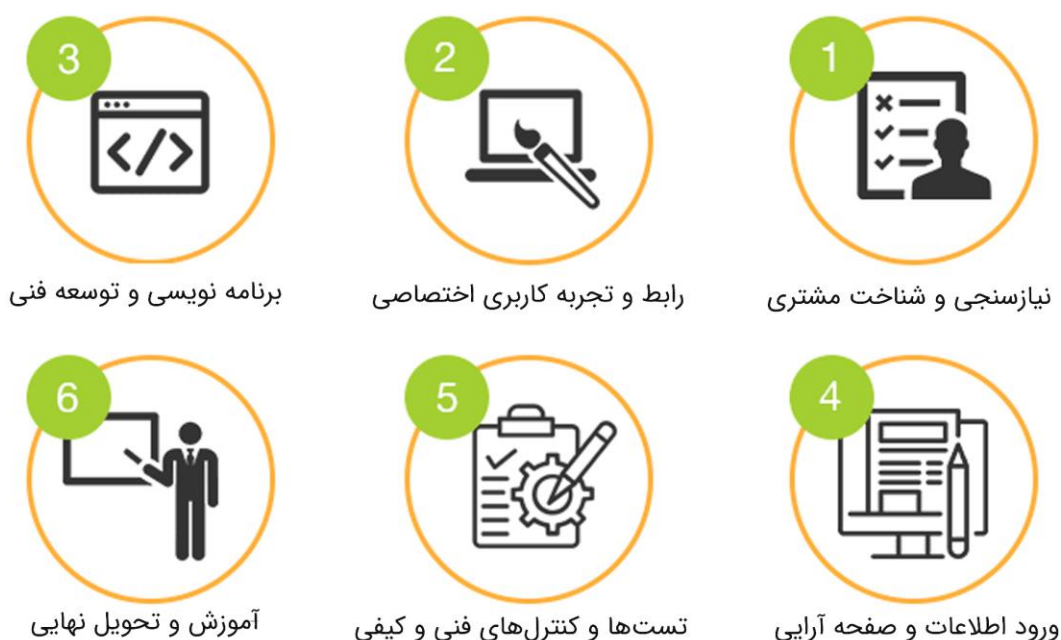 1
نیازسنجی و شناخت مشتری
2
رابط و تجربه کاربری اختصاصی
3
برنامه نویسی و توسعه فنی
4
ورود اطلاعات و صفحه آرایی
5
تست‌ها و کنترل‌های فنی و کیفی
6
آموزش و تحویل نهایی